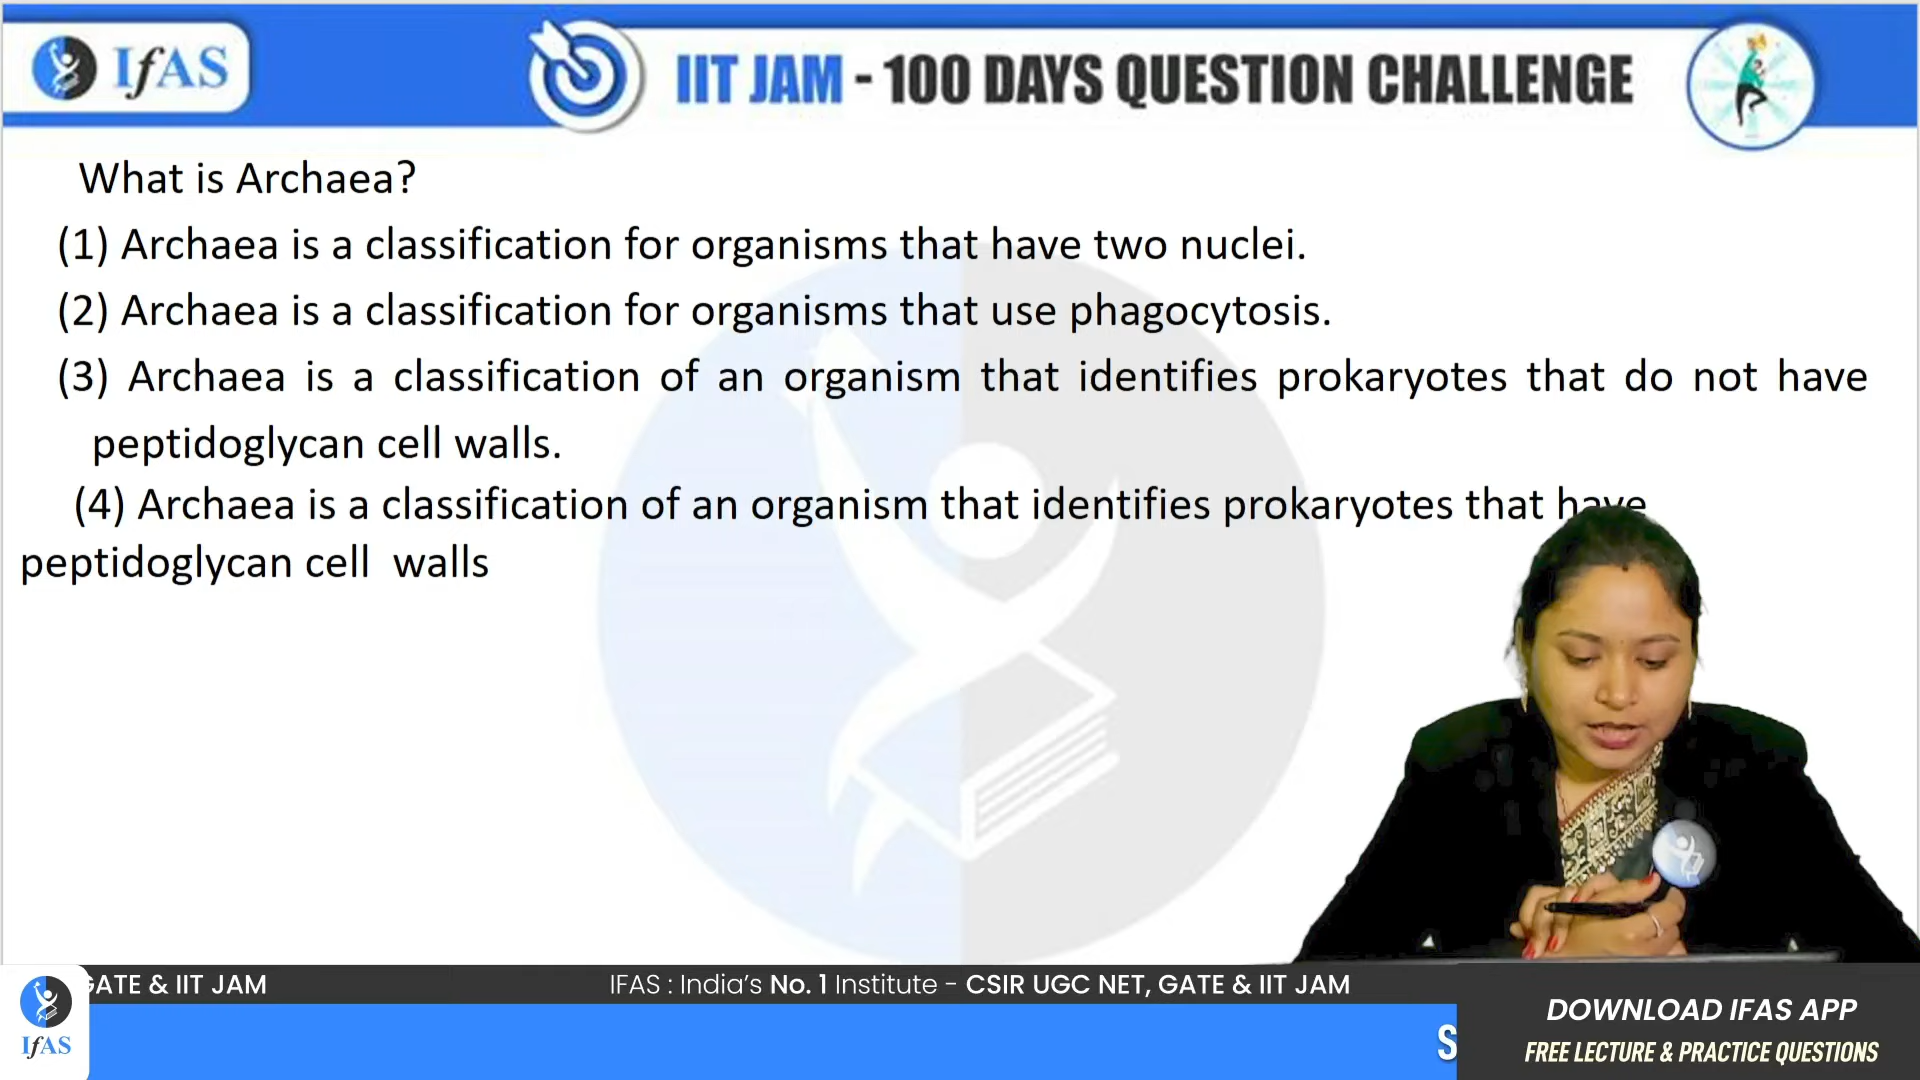 IfAS
IIT JAM - 100 DAYS QUESTION CHALLENGE
What is Archaea?
(1) Archaea is a classification for organisms that have two nuclei.
(2) Archaea is a classification for organisms that use phagocytosis.
(3) Archaea is a classification of an organism that identifies prokaryotes that do not have
peptidoglycan cell walls.
(4) Archaea is a classification of an organism that identifies prokaryotes that have
peptidoglycan cell walls
GATE & IIT JAM
IFAS : India's No. 1 Institute - CSIR UGC NET, GATE & IIT JAM
IfAS
S
DOWNLOAD IFAS APP
FREE LECTURE & PRACTICE QUESTIONS